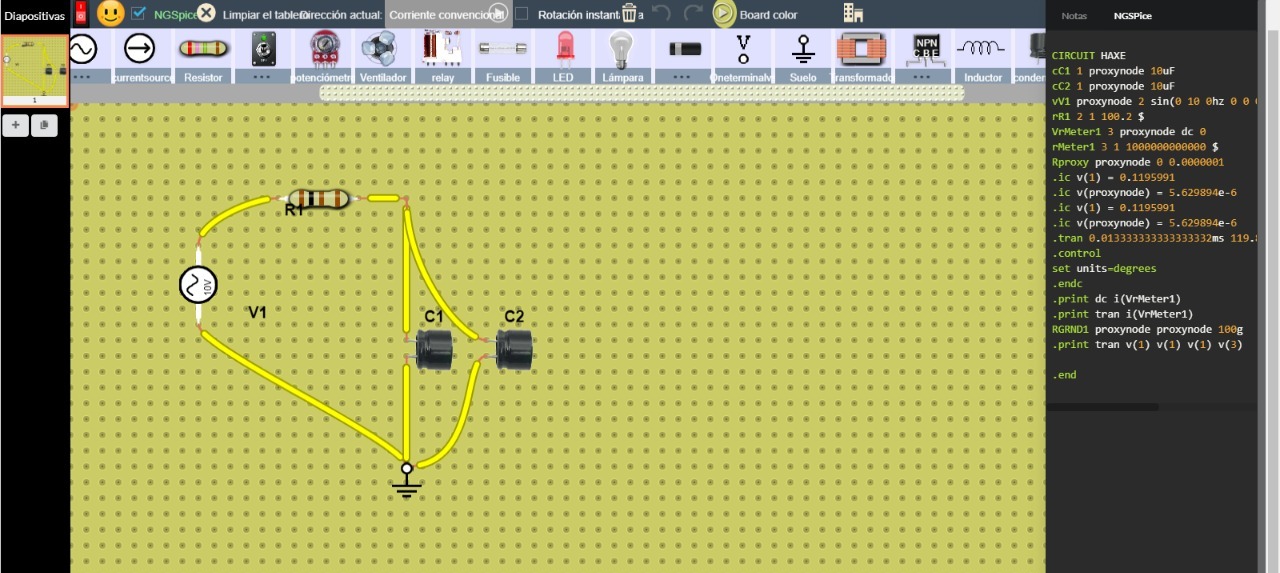 Diapositivas
NGSpice
Limpiar el tablero
Dirección actual:
Corriente convencional
Rotación instant
a
Board color
Notas
NGSPice
...
currentsourc
Resistor
...
potenciómetr
Ventilador
relay
Fusible
LED
Lámpara
...
Oneterminalv
Suelo
Transformado
...
Inductor
conden
V
NPN
C B E
1
+
R1
10V
V1
C1
C2
CIRCUIT HAXE
cC1 1 proxynode 10uF
cC2 1 proxynode 10uF
vV1 proxynode 2 sin(0 10 0hz 0 0
rR1 2 1 100.2 $
VrMeter1 3 proxynode dc 0
rMeter1 3 1 1000000000000 $
Rproxy proxynode 0 0.0000001
.ic v(1) = 0.1195991
.ic v(proxynode) = 5.629894e-6
.ic v(1) = 0.1195991
.ic v(proxynode) = 5.629894e-6
.tran 0.013333333333333332ms 119.
.control
set units=degrees
.endc
.print dc i(VrMeter1)
.print tran i(VrMeter1)
RGRND1 proxynode proxynode 100g
.print tran v(1) v(1) v(1) v(3)
.end